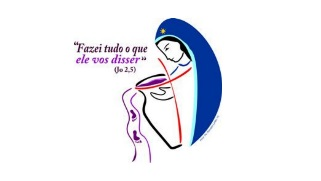 “Fazei tudo o que
ele vos disser”
(Jo 2,5)